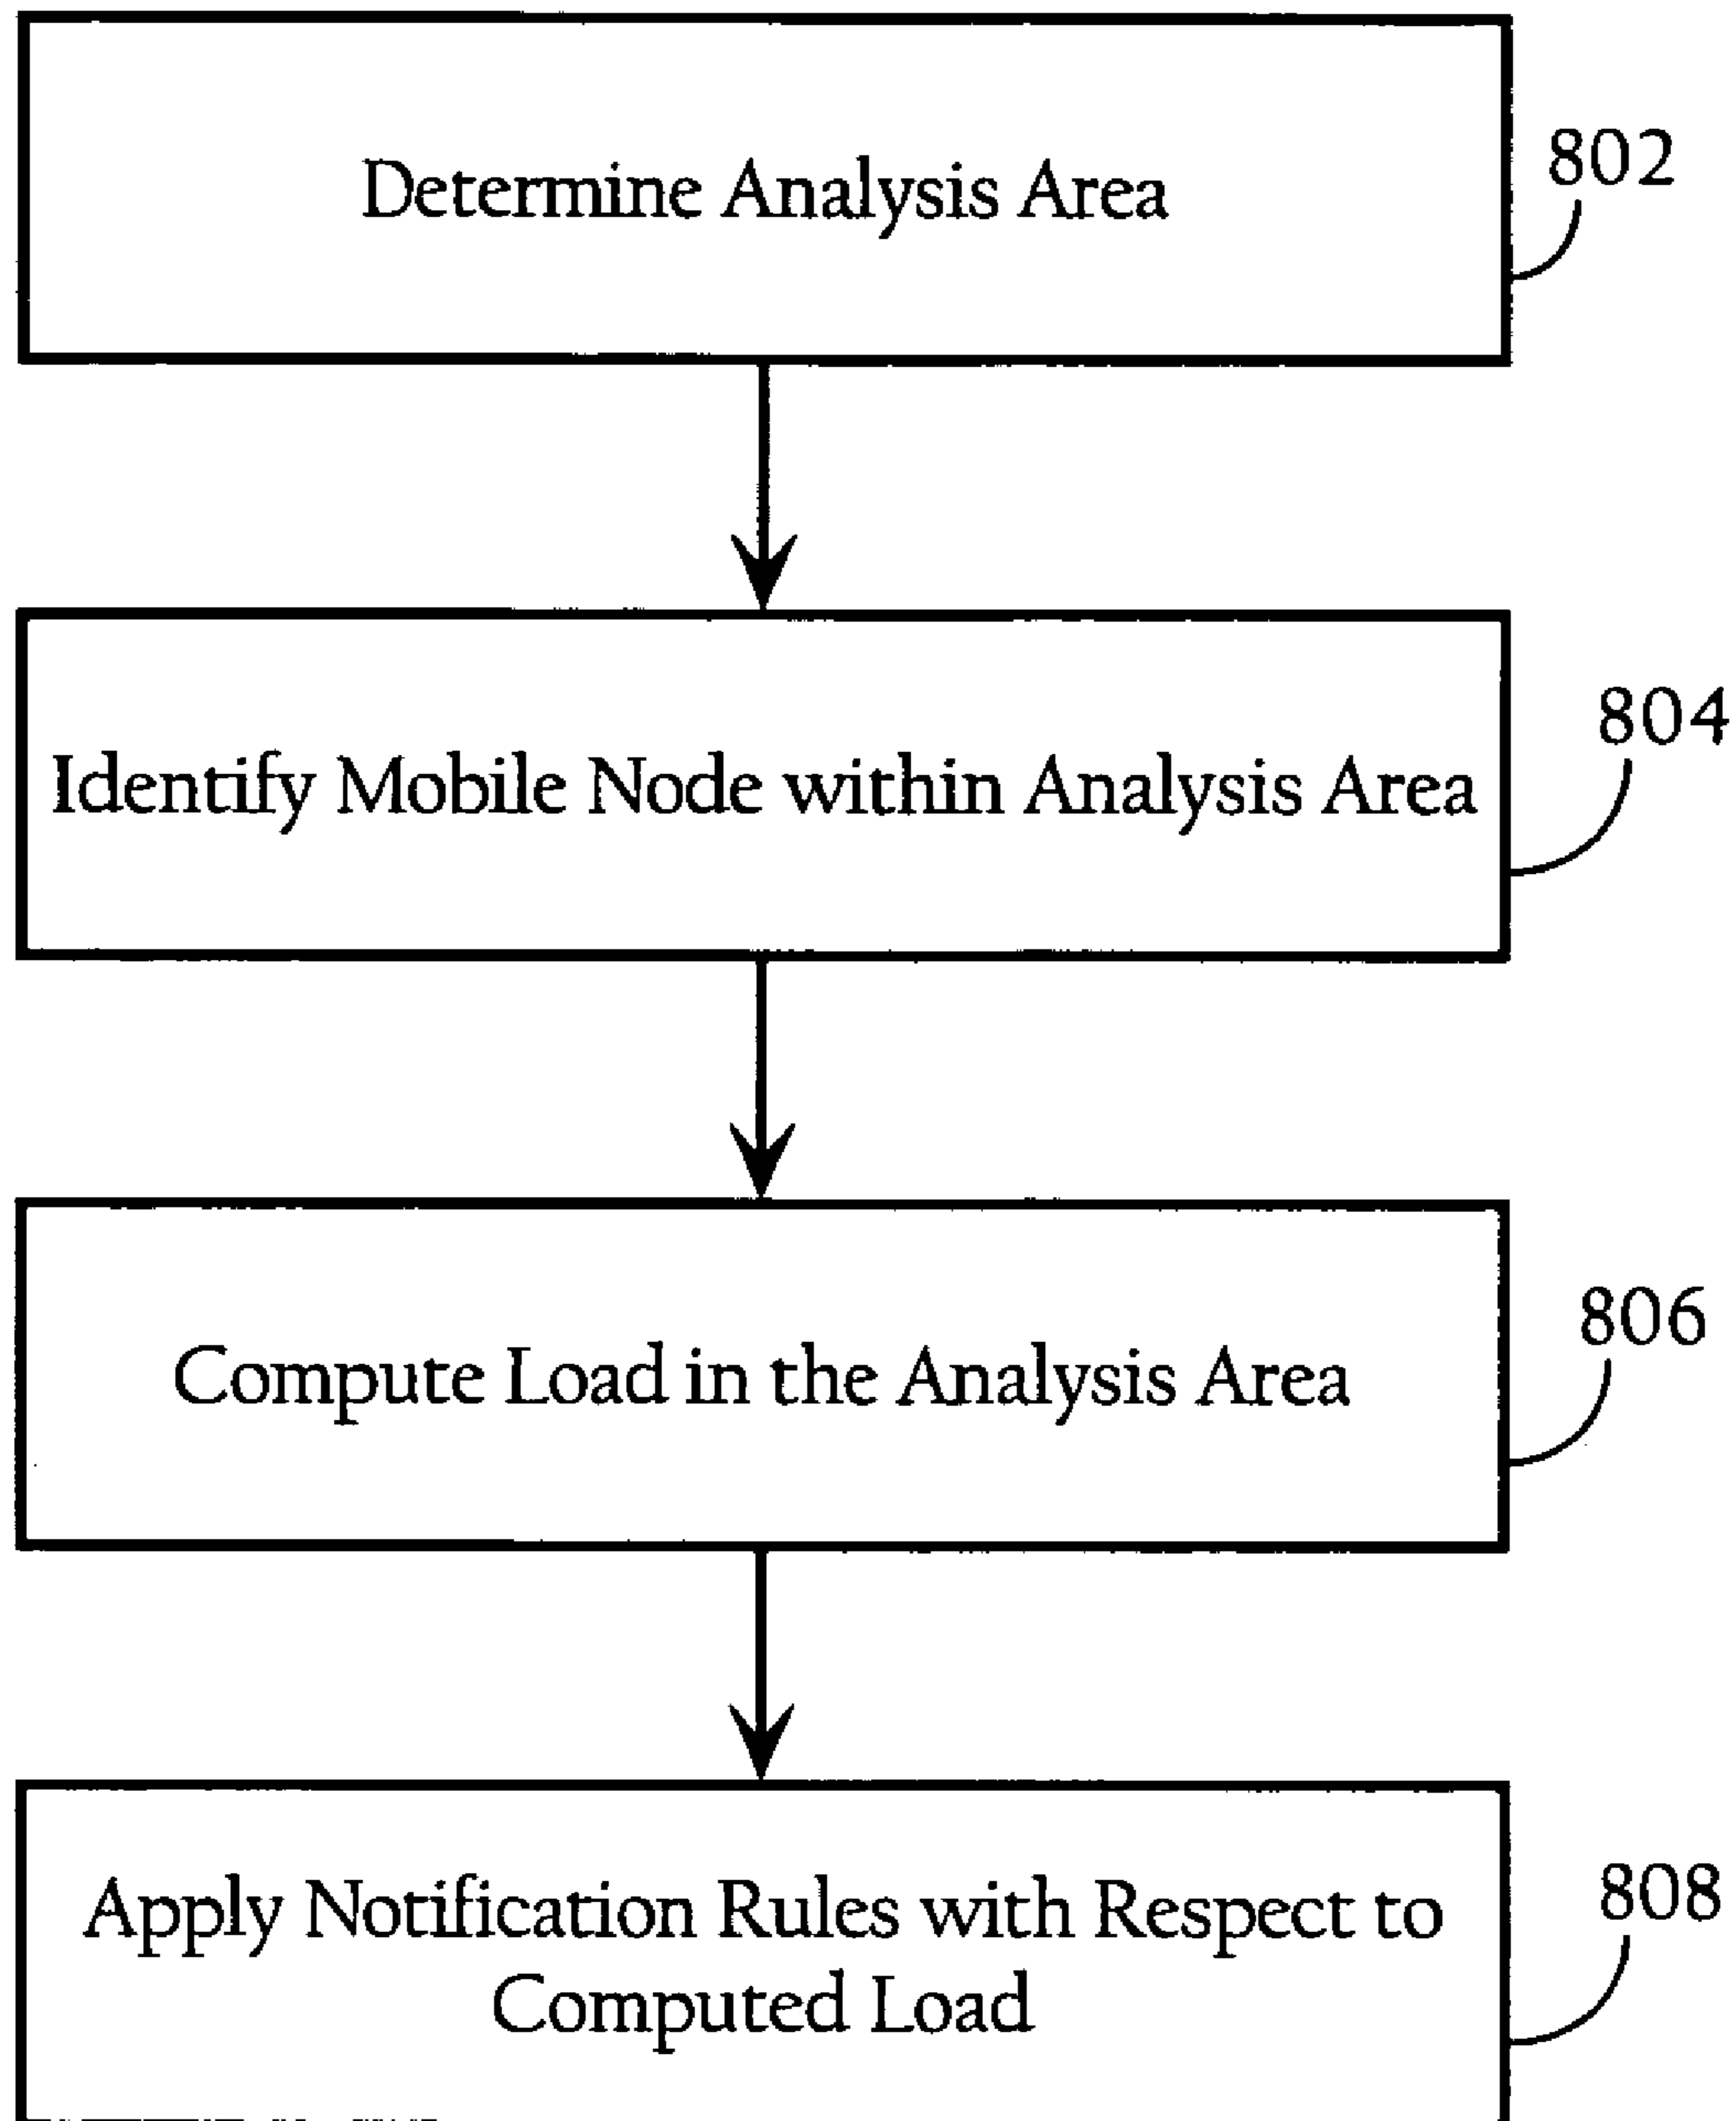 Determine Analysis Area
802
Identify Mobile Node within Analysis Area
804
Compute Load in the Analysis Area
806
Apply Notification Rules with Respect to
Computed Load
808